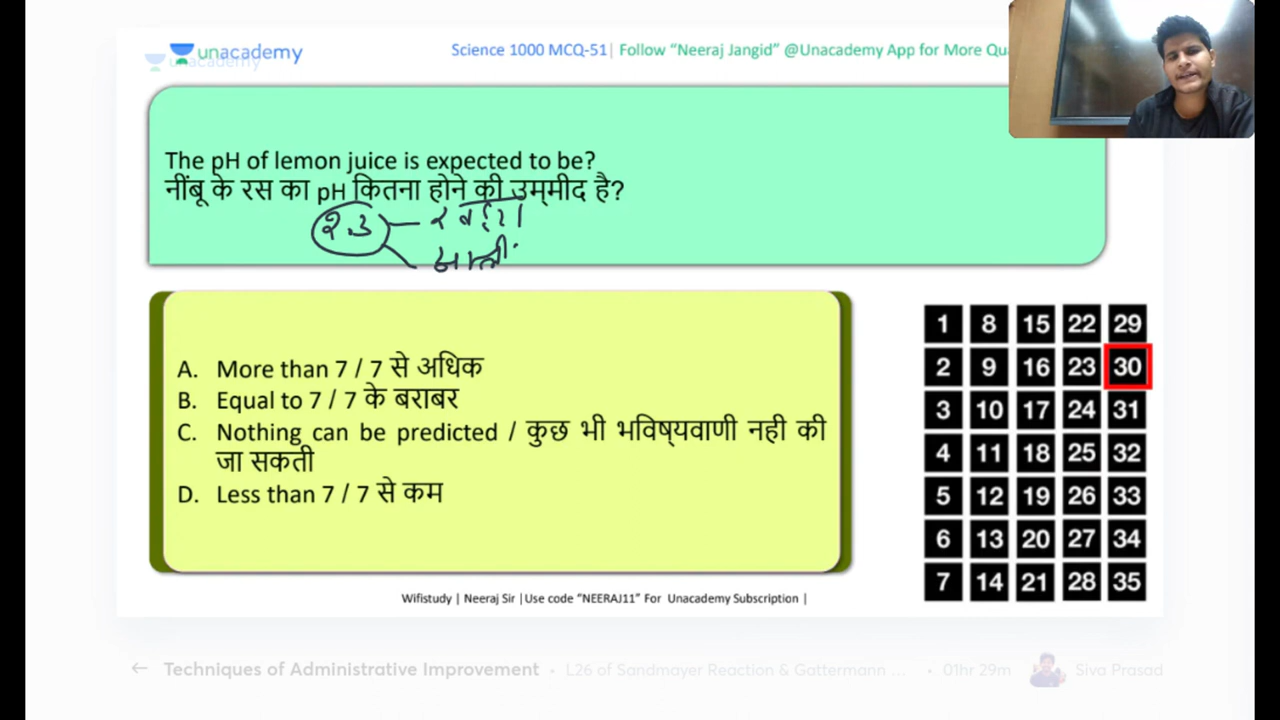 unacademy
Science 1000 MCQ-51| Follow “Neeraj Jangid” @Unacademy App for More Qu
The pH of lemon juice is expected to be?
नींबू के रस का pH कितना होने की उम्मीद है?
2.3
A. More than 7 / 7 से अधिक
B. Equal to 7 / 7 के बराबर
C. Nothing can be predicted / कुछ भी भविष्यवाणी नही की
जा सकती
D. Less than 7 / 7 से कम
1 8 15 22 29
2 9 16 23 30
3 10 17 24 31
4 11 18 25 32
5 12 19 26 33
6 13 20 27 34
7 14 21 28 35
Wifistudy | Neeraj Sir |Use code “NEERAJ11” For Unacademy Subscription |
Techniques of Administrative Improvement • L26 of Sandmayer Reaction & Gattermann ... • 01hr 29m Siva Prasad